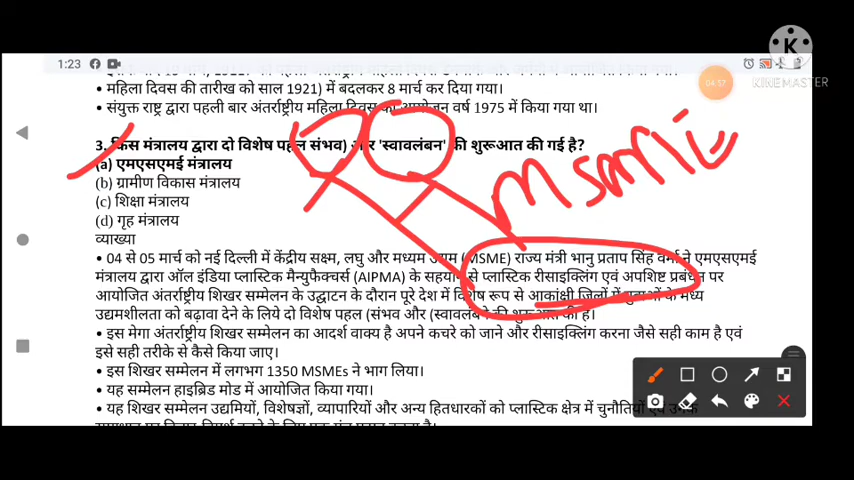 1:23
04:57
KINEMASTER
• महिला दिवस की तारीख को साल 1921) में बदलकर 8 मार्च कर दिया गया।
• संयुक्त राष्ट्र द्वारा पहली बार अंतर्राष्ट्रीय महिला दिवस का आयोजन वर्ष 1975 में किया गया था।
3. किस मंत्रालय द्वारा दो विशेष पहल संभव) और 'स्वावलंबन' की शुरूआत की गई है?
(a) एमएसएमई मंत्रालय
MSME
(b) ग्रामीण विकास मंत्रालय
(c) शिक्षा मंत्रालय
(d) गृह मंत्रालय
व्याख्या
• 04 से 05 मार्च को नई दिल्ली में केंद्रीय सक्ष्म, लघु और मध्यम उद्यम (MSME) राज्य मंत्री भानु प्रताप सिंह वर्मा ने एमएसएमई
मंत्रालय द्वारा ऑल इंडिया प्लास्टिक मैन्युफैक्चर्स (AIPMA) के सहयोग से प्लास्टिक रीसाइक्लिंग एवं अपशिष्ट प्रबंधन पर
आयोजित अंतर्राष्ट्रीय शिखर सम्मेलन के उद्घाटन के दौरान पूरे देश में विशेष रूप से आकांक्षी जिलों में युवाओं के मध्य
उद्यमशीलता को बढ़ावा देने के लिये दो विशेष पहल (संभव और (स्वावलंबन की शुरूआत की है।
• इस मेगा अंतर्राष्ट्रीय शिखर सम्मेलन का आदर्श वाक्य है अपने कचरे को जाने और रीसाइक्लिंग करना जैसे सही काम है एवं
इसे सही तरीके से कैसे किया जाए।
• इस शिखर सम्मेलन में लगभग 1350 MSMEs ने भाग लिया।
• यह सम्मेलन हाइब्रिड मोड में आयोजित किया गया।
• यह शिखर सम्मेलन उद्यमियों, विशेषज्ञों, व्यापारियों और अन्य हितधारकों को प्लास्टिक क्षेत्र में चुनौतियों एवं उनके